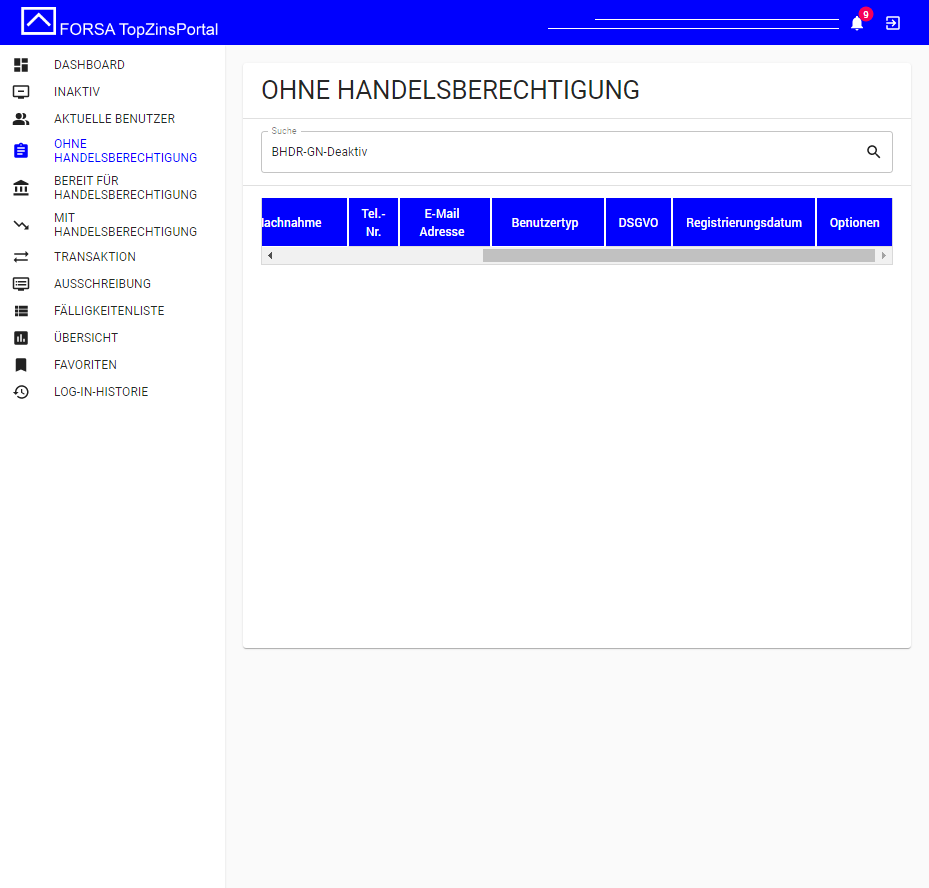 FORSA TopZinsPortal
9
DASHBOARD
INAKTIV
AKTUELLE BENUTZER
OHNE
HANDELSBERECHTIGUNG
BEREIT FÜR
HANDELSBERECHTIGUNG
MIT
HANDELSBERECHTIGUNG
TRANSAKTION
AUSSCHREIBUNG
FÄLLIGKEITENLISTE
ÜBERSICHT
FAVORITEN
LOG-IN-HISTORIE
OHNE HANDELSBERECHTIGUNG
Suche
BHDR-GN-Deaktiv
Nachname
Tel.-
Nr.
E-Mail
Adresse
Benutzertyp
DSGVO
Registrierungsdatum
Optionen